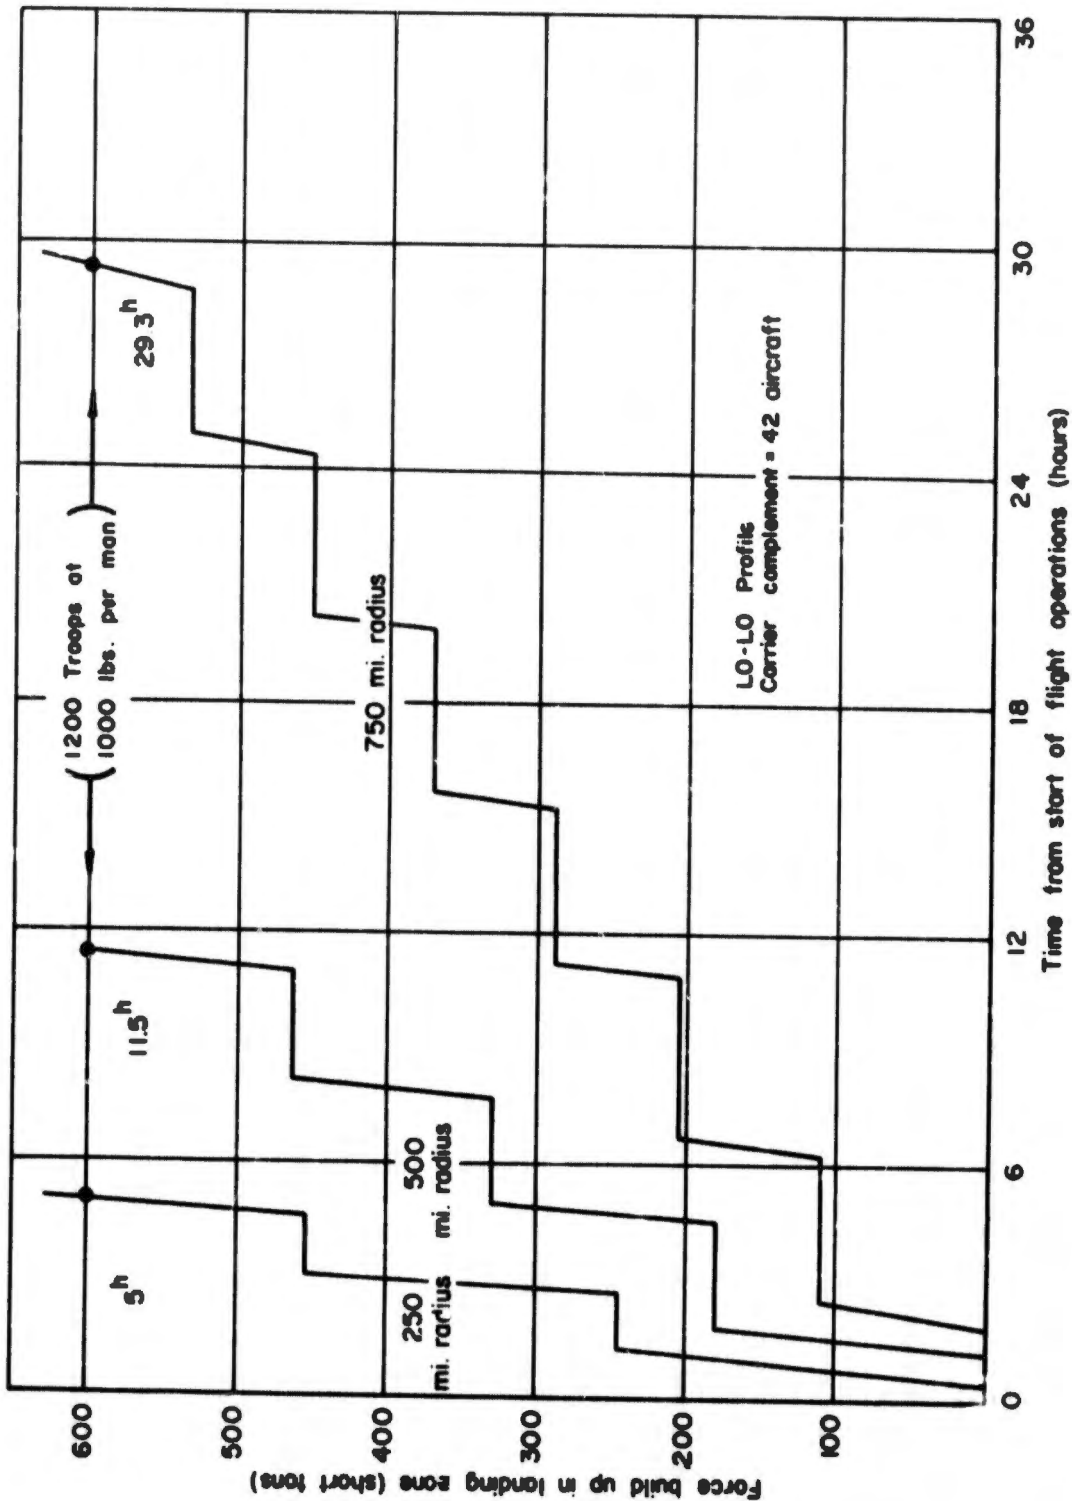 Force build up in landing zone (short tons)
600
500
400
300
200
100
(1200 Troops at
1000 lbs. per man)
5h
11.5h
29.3h
250
mi. radius
500
mi. radius
750 mi. radius
LO-LO Profile
Carrier complement = 42 aircraft
0
6
12
18
24
30
36
Time from start of flight operations (hours)